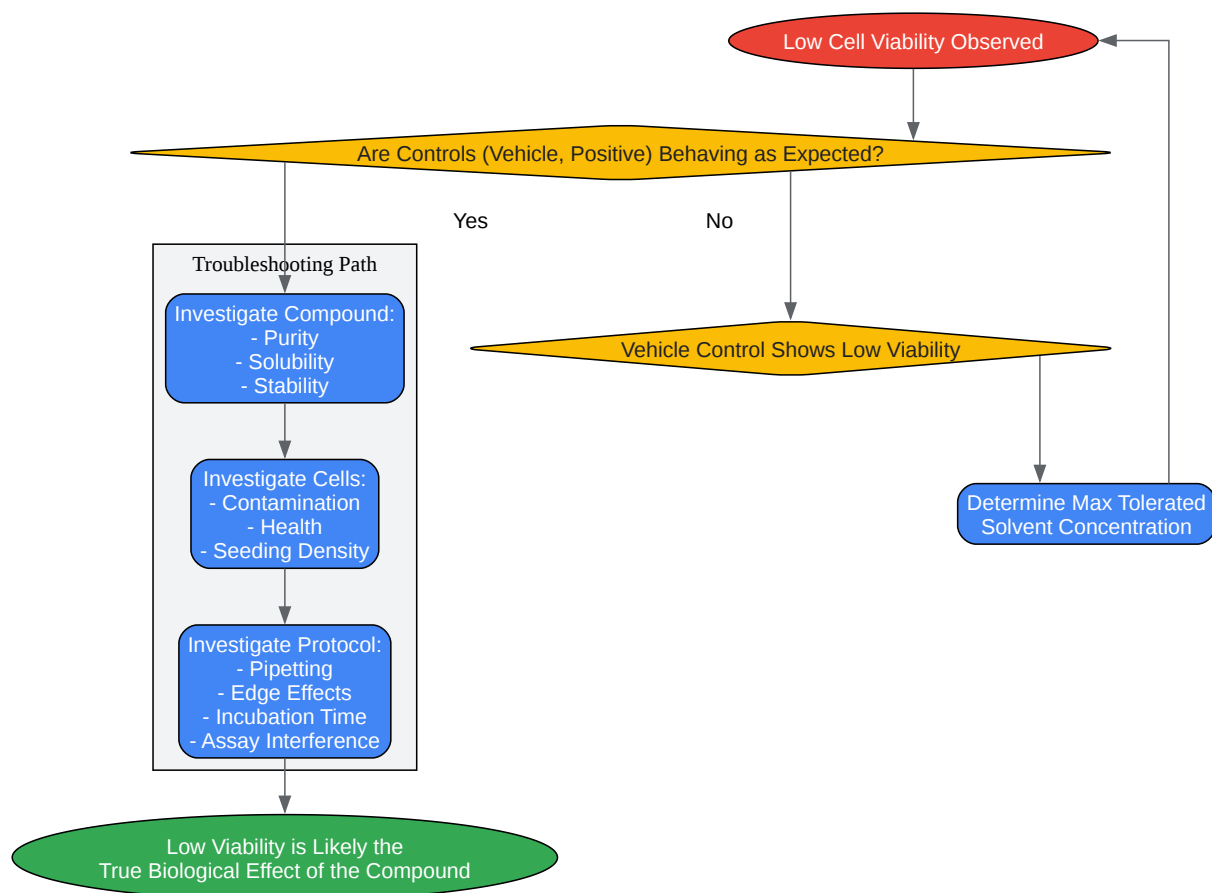 Low Cell Viability Observed
Are Controls (Vehicle, Positive) Behaving as Expected?
Yes
No
Troubleshooting Path
Investigate Compound:
- Purity
- Solubility
- Stability
Vehicle Control Shows Low Viability
Investigate Cells:
- Contamination
- Health
- Seeding Density
Determine Max Tolerated
Solvent Concentration
Investigate Protocol:
- Pipetting
- Edge Effects
- Incubation Time
- Assay Interference
Low Viability is Likely the
True Biological Effect of the Compound